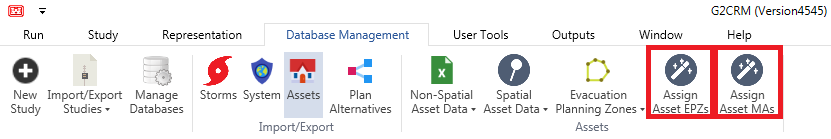 G2CRM (Version4545)
Run Study Representation Database Management User Tools Outputs Window Help
New Study
Import/Export Studies
Manage Databases
Storms
System
Assets
Plan Alternatives
Non-Spatial Asset Data
Spatial Asset Data
Evacuation Planning Zones
Assign Asset EPZs
Assign Asset MAs
Import/Export
Assets